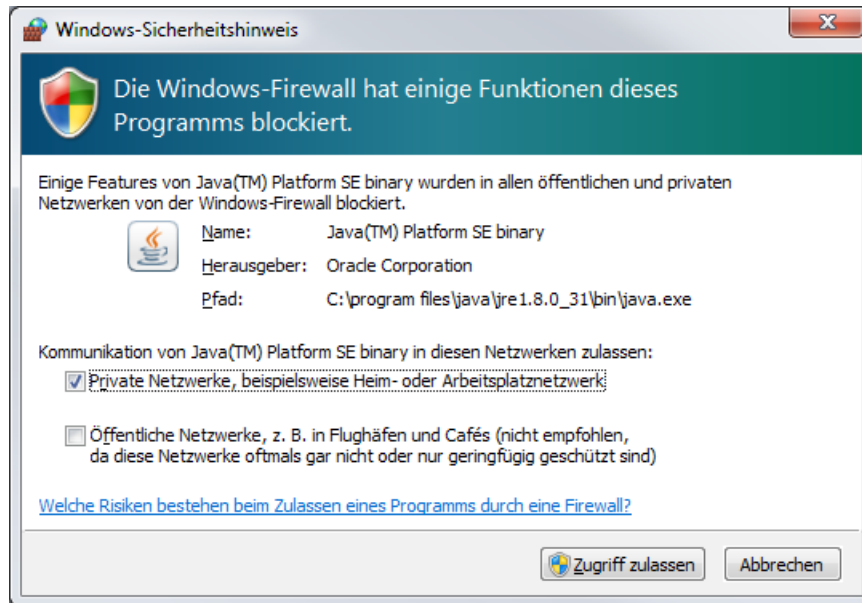 Windows-Sicherheitshinweis
Die Windows-Firewall hat einige Funktionen dieses
Programms blockiert.
Einige Features von Java(TM) Platform SE binary wurden in allen öffentlichen und privaten
Netzwerken von der Windows-Firewall blockiert.
Name: Java(TM) Platform SE binary
Herausgeber: Oracle Corporation
Pfad: C:\program files\java\jre1.8.0_31\bin\java.exe
Kommunikation von Java(TM) Platform SE binary in diesen Netzwerken zulassen:
Private Netzwerke, beispielsweise Heim- oder Arbeitsplatznetzwerk
Öffentliche Netzwerke, z. B. in Flughäfen und Cafés (nicht empfohlen,
da diese Netzwerke oftmals gar nicht oder nur geringfügig geschützt sind)
Welche Risiken bestehen beim Zulassen eines Programms durch eine Firewall?
Zugriff zulassen Abbrechen